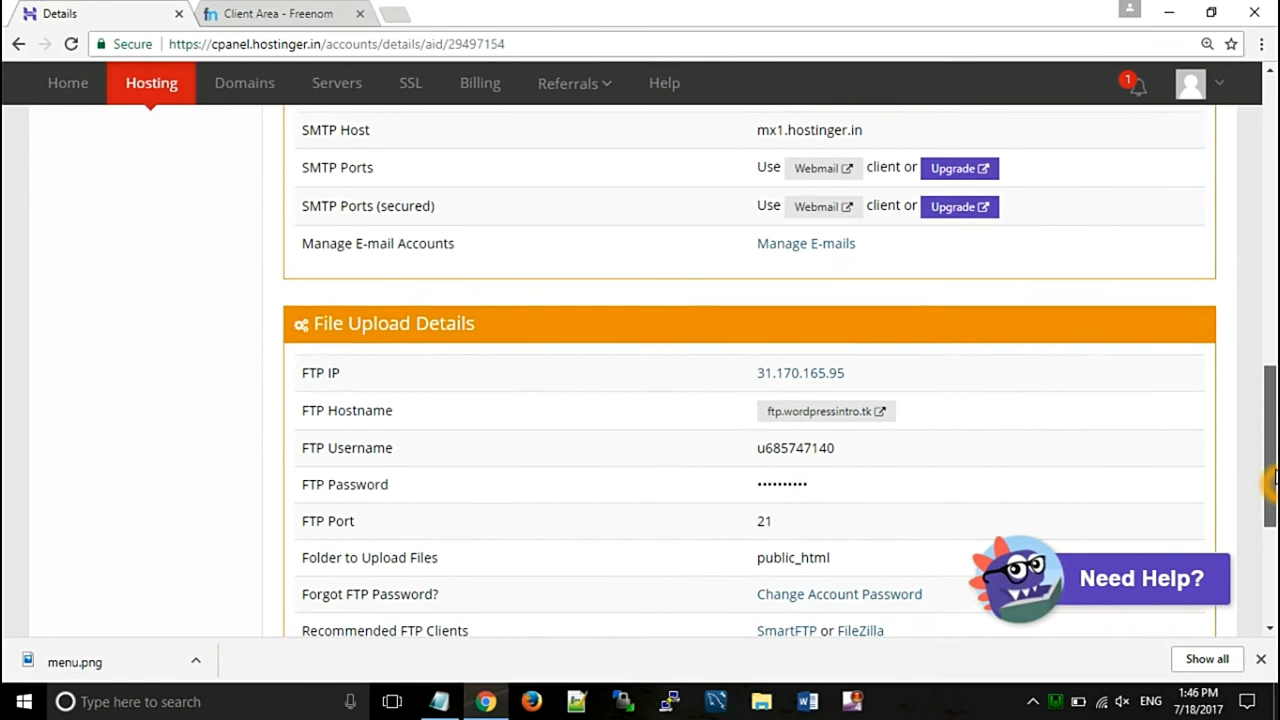 Details
fn Client Area - Freenom
Secure | https://cpanel.hostinger.in/accounts/details/aid/29497154
Home Hosting Domains Servers SSL Billing Referrals Help 1
SMTP Host mx1.hostinger.in
SMTP Ports Use Webmail client or Upgrade
SMTP Ports (secured) Use Webmail client or Upgrade
Manage E-mail Accounts Manage E-mails
File Upload Details
FTP IP 31.170.165.95
FTP Hostname ftp.wordpressintro.tk
FTP Username u685747140
FTP Password ••••••••••
FTP Port 21
Folder to Upload Files public_html
Need Help?
Forgot FTP Password? Change Account Password
Recommended FTP Clients SmartFTP or FileZilla
menu.png Show all
Type here to search ENG 1:46 PM
7/18/2017